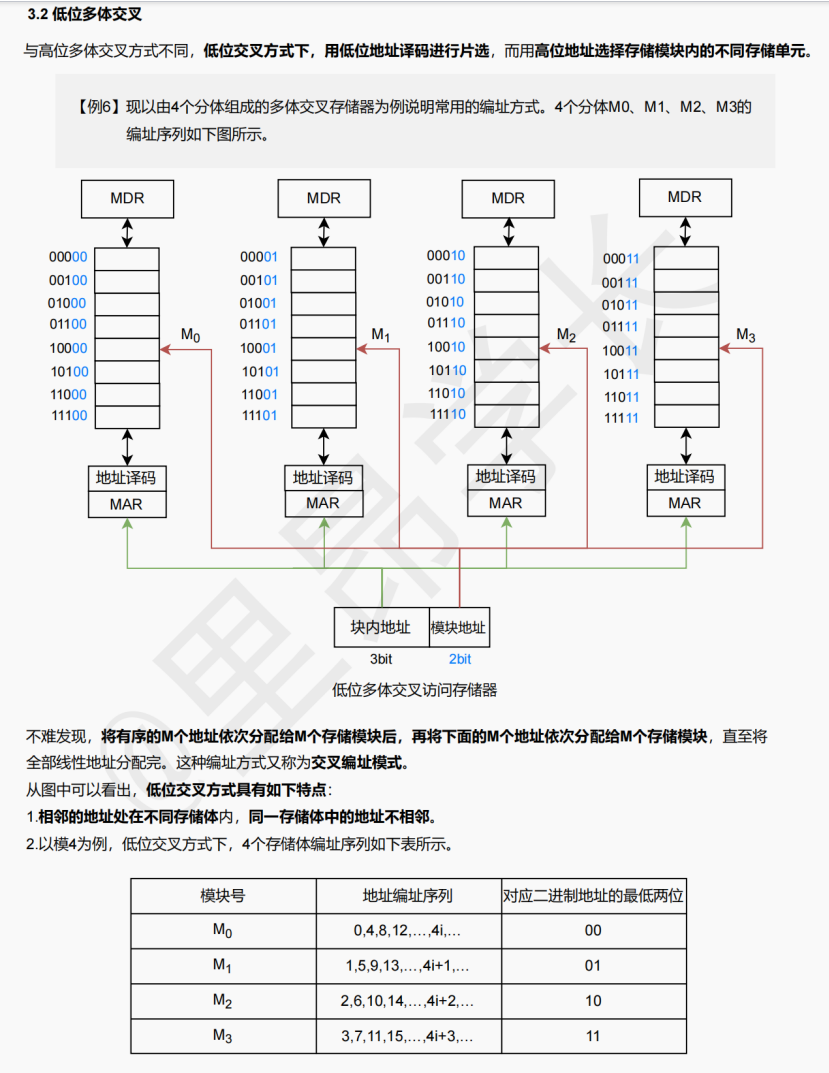 3.2 低位多体交叉
与高位多体交叉方式不同，低位交叉方式下，用低位地址译码进行片选，而用高位地址选择存储模块内的不同存储单元。
【例6】现以由4个分体组成的多体交叉存储器为例说明常用的编址方式。4个分体M0、M1、M2、M3的
编址序列如下图所示。
MDR MDR MDR MDR
00000 00001 00010 00011
00100 00101 00110 00111
01000 01001 01010 01011
01100 01101 01110 01111
M0 M1 M2 M3
10000 10001 10010 10011
10100 10101 10110 10111
11000 11001 11010 11011
11100 11101 11110 11111
地址译码 地址译码 地址译码 地址译码
MAR MAR MAR MAR
块内地址 模块地址
3bit 2bit
低位多体交叉访问存储器
不难发现，将有序的M个地址依次分配给M个存储模块后，再将下面的M个地址依次分配给M个存储模块，直至将
全部线性地址分配完。这种编址方式又称为交叉编址模式。
从图中可以看出，低位交叉方式具有如下特点：
1.相邻的地址处在不同存储体内，同一存储体中的地址不相邻。
2.以模4为例，低位交叉方式下，4个存储体编址序列如下表所示。
模块号 地址编址序列 对应二进制地址的最低两位
M0 0,4,8,12,…,4i,… 00
M1 1,5,9,13,…,4i+1,… 01
M2 2,6,10,14,…,4i+2,… 10
M3 3,7,11,15,…,4i+3,… 11
@里昂学长